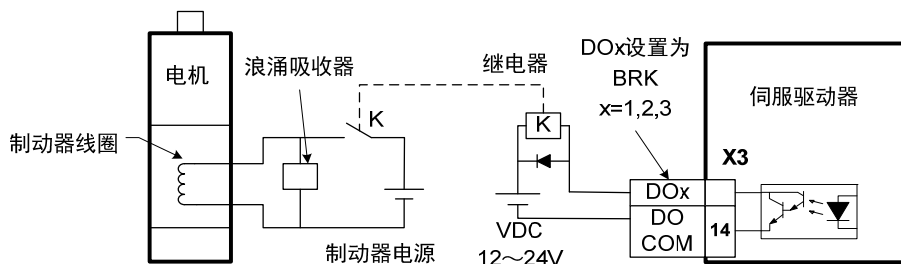 电机
浪涌吸收器
制动器线圈
K
制动器电源
继电器
K
VDC
12～24V
DOx设置为
BRK
x=1,2,3
伺服驱动器
X3
DOx
DO
COM
14